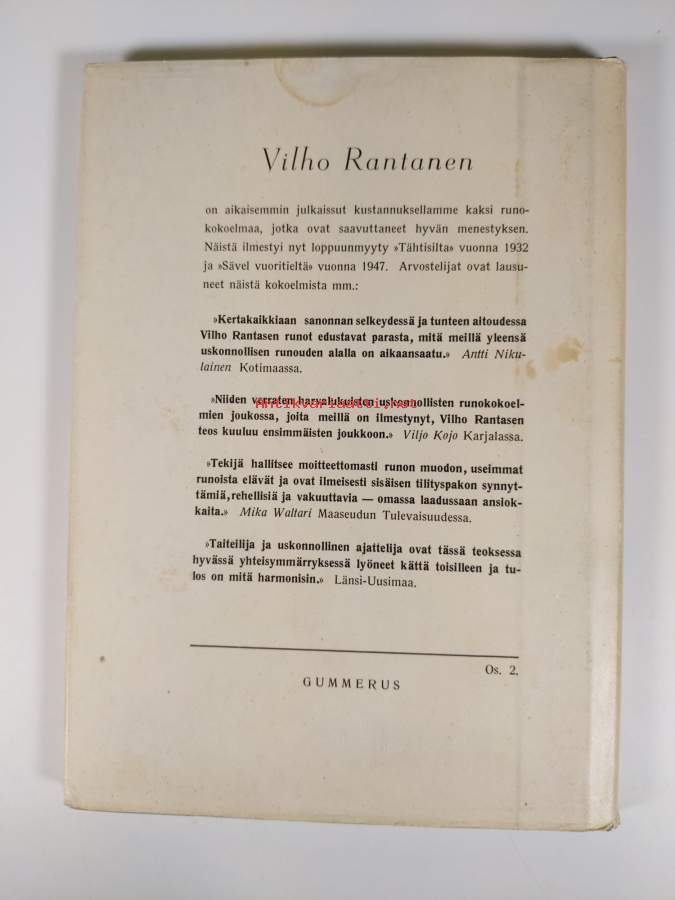 Vilho Rantanen
on aikaisemmin julkaissut kustannuksellamme kaksi runo-
kokoelmaa, jotka ovat saavuttaneet hyvän menestyksen.
Näistä ilmestyi nyt loppuunmyyty »Tähtisilta» vuonna 1932
ja »Sävel vuoritieltä» vuonna 1947. Arvostelijat ovat lausu-
neet näistä kokoelmista mm.:
»Kertakaikkiaan sanonnan selkeydessä ja tunteen aitoudessa
Vilho Rantasen runot edustavat parasta, mitä meillä yleensä
uskonnollisen runouden alalla on aikaansaatu.» Antti Niku-
lainen Kotimaassa.
»Niiden verraten harvalukuisten uskonnollisten runokokoel-
Antikvariaatti.net
mien joukossa, joita meillä on ilmestynyt, Vilho Rantasen
teos kuuluu ensimmäisten joukkoon.» Viljo Kojo Karjalassa.
»Tekijä hallitsee moitteettomasti runon muodon, useimmat
runoista elävät ja ovat ilmeisesti sisäisen tilityspakon synnyt-
tämiä, rehellisiä ja vakuuttavia — omassa laadussaan ansiok-
kaita.» Mika Waltari Maaseudun Tulevaisuudessa.
»Taiteilija ja uskonnollinen ajattelija ovat tässä teoksessa
hyvässä yhteisymmärryksessä lyöneet kättä toisilleen ja tu-
los on mitä harmonisin.» Länsi-Uusimaa.
Os. 2.
GUMMERUS